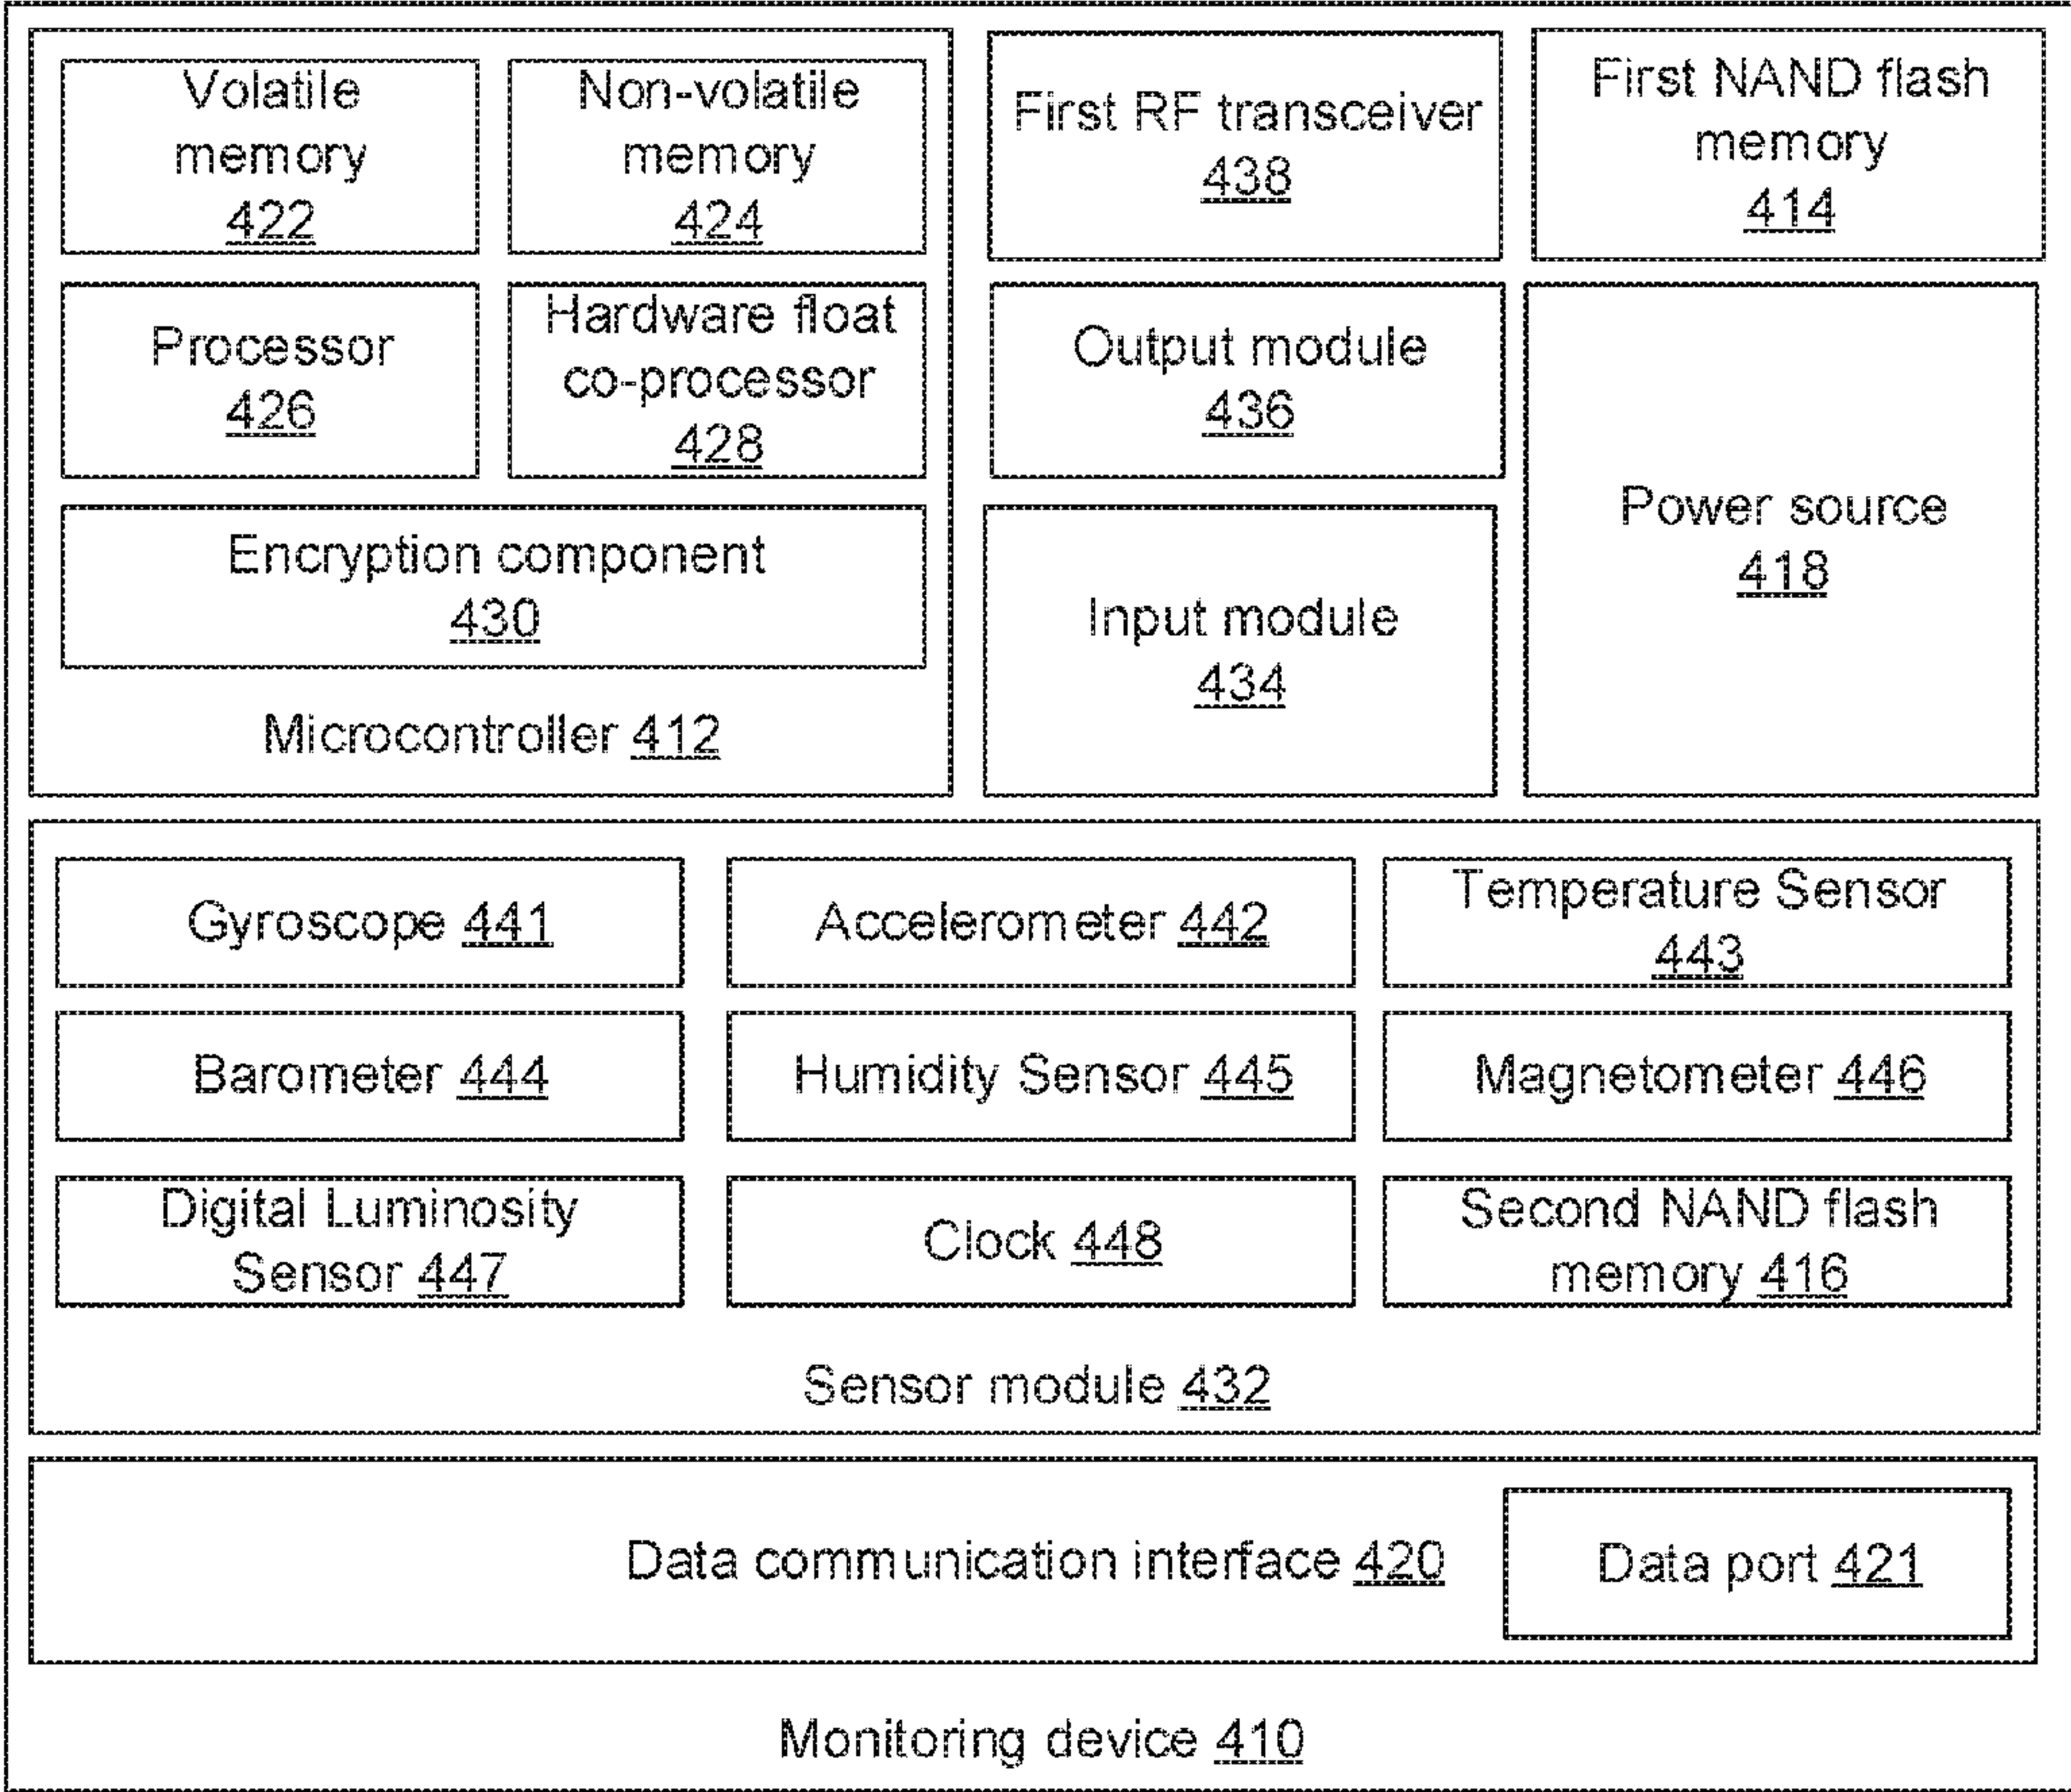 Volatile
memory
422
Non-volatile
memory
424
First RF transceiver
438
First NAND flash
memory
414
Processor
426
Hardware float
co-processor
428
Output module
436
Power source
418
Encryption component
430
Input module
434
Microcontroller 412
Gyroscope 441
Accelerometer 442
Temperature Sensor
443
Barometer 444
Humidity Sensor 445
Magnetometer 446
Digital Luminosity
Sensor 447
Clock 448
Second NAND flash
memory 416
Sensor module 432
Data communication interface 420
Data port 421
Monitoring device 410